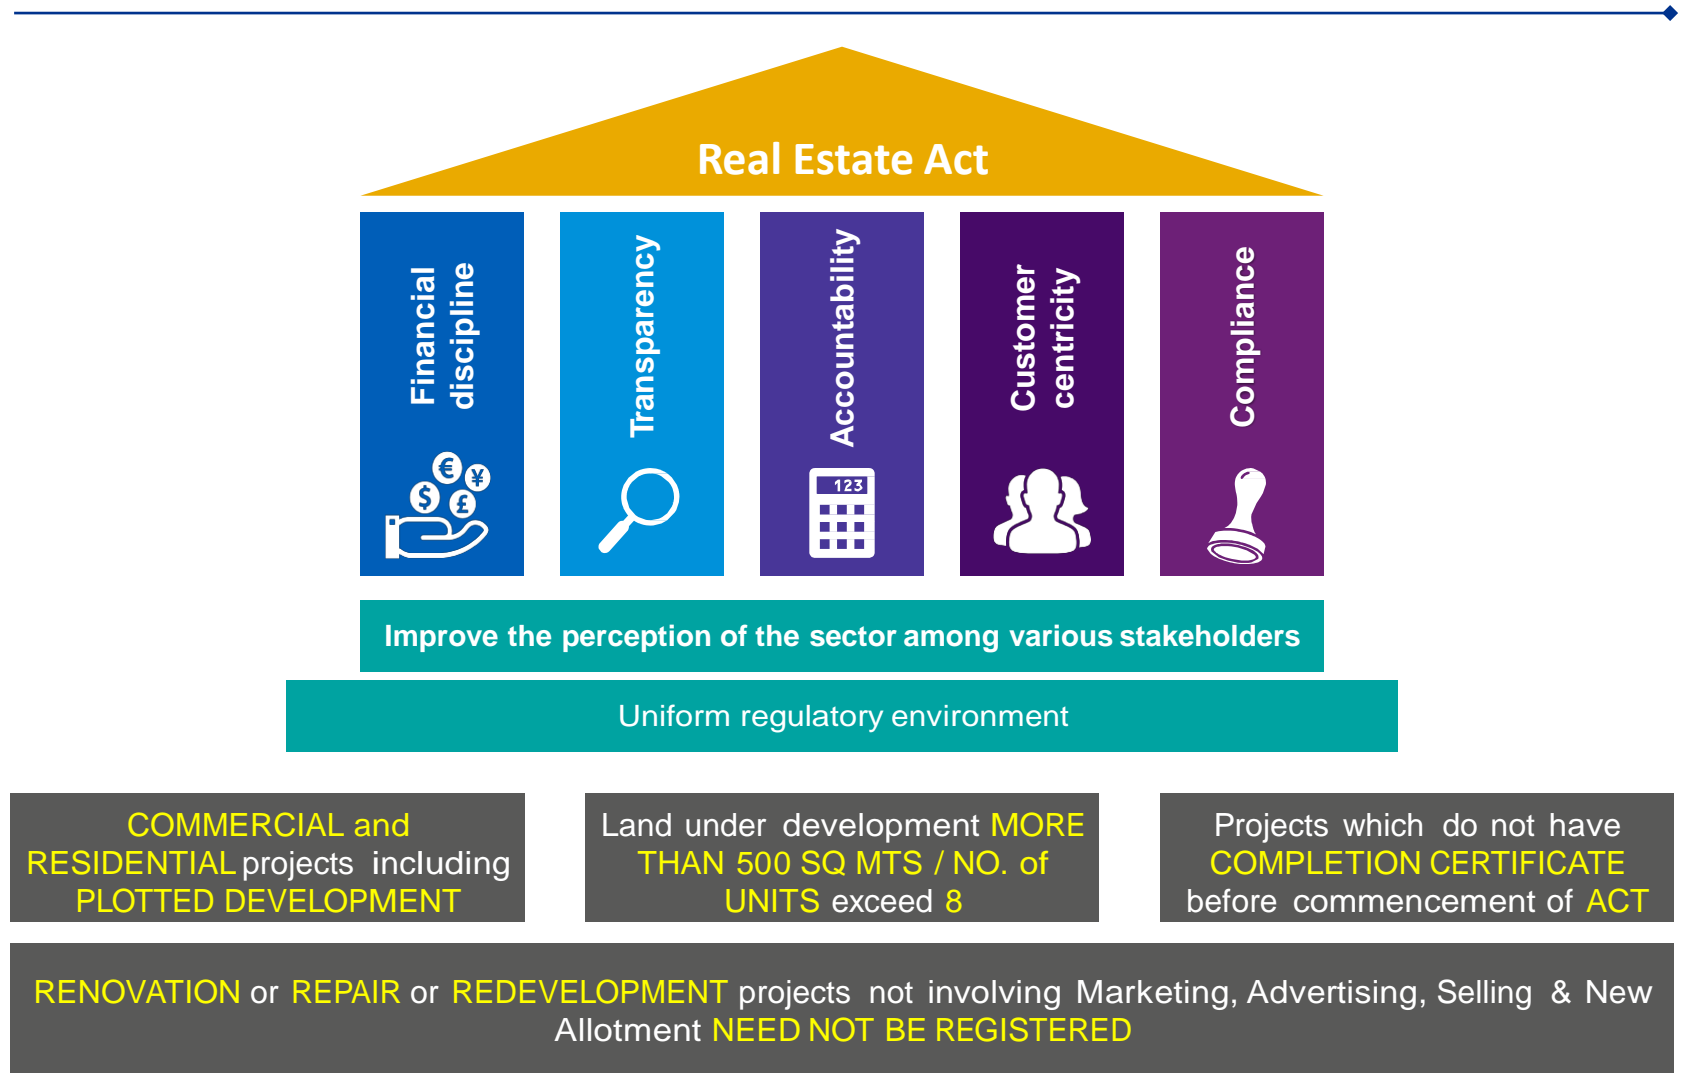 Real Estate Act
Financial
discipline
Transparency
Accountability
Customer
centricity
Compliance
€
¥
$
£
123
Improve the perception of the sector among various stakeholders
Uniform regulatory environment
COMMERCIAL and
RESIDENTIAL projects including
PLOTTED DEVELOPMENT
Land under development MORE
THAN 500 SQ MTS / NO. of
UNITS exceed 8
Projects which do not have
COMPLETION CERTIFICATE
before commencement of ACT
RENOVATION or REPAIR or REDEVELOPMENT projects not involving Marketing, Advertising, Selling & New
Allotment NEED NOT BE REGISTERED